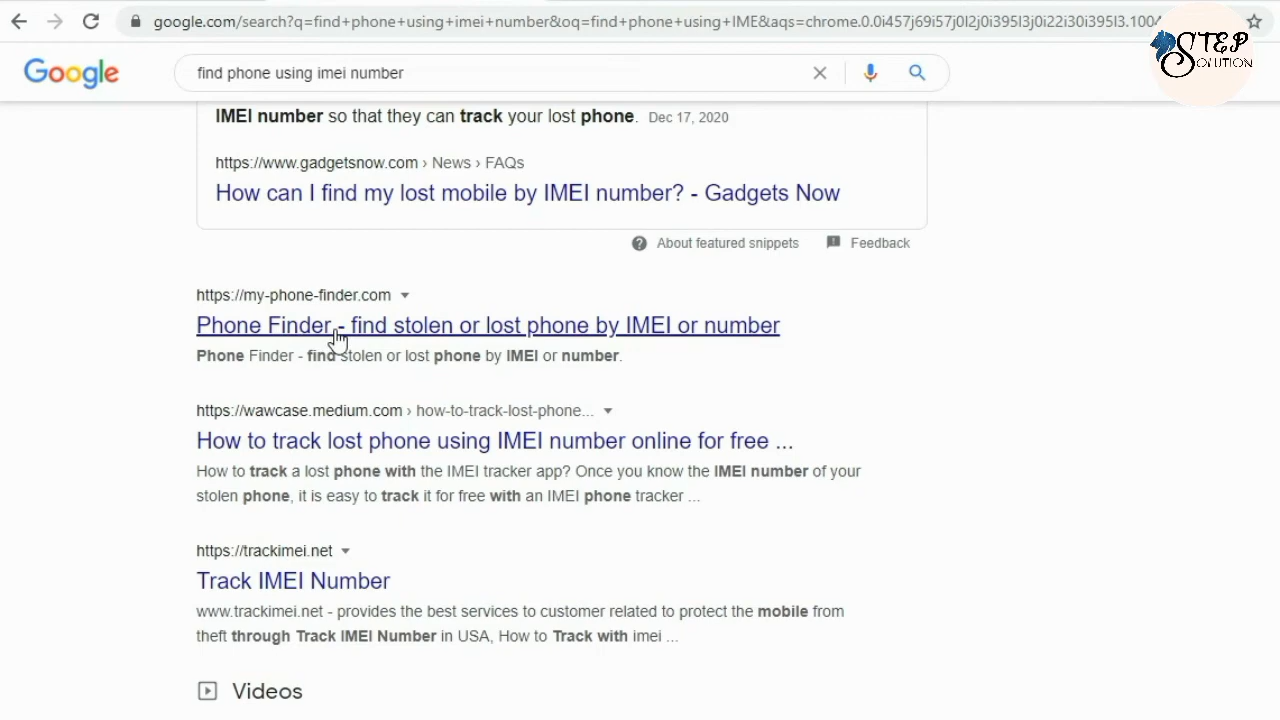 google.com/search?q=find+phone+using+imei+number&oq=find+phone+using+IME&aqs=chrome.0.0i457j69i57j0l2j0i395l3j0i22i30i395l3.1004
STEP
SOLUTION
Google
find phone using imei number
IMEI number so that they can track your lost phone. Dec 17, 2020
https://www.gadgetsnow.com › News › FAQs
How can I find my lost mobile by IMEI number? - Gadgets Now
About featured snippets
Feedback
https://my-phone-finder.com
Phone Finder - find stolen or lost phone by IMEI or number
Phone Finder - find stolen or lost phone by IMEI or number.
https://wawcase.medium.com › how-to-track-lost-phone...
How to track lost phone using IMEI number online for free ...
How to track a lost phone with the IMEI tracker app? Once you know the IMEI number of your
stolen phone, it is easy to track it for free with an IMEI phone tracker ...
https://trackimei.net
Track IMEI Number
www.trackimei.net - provides the best services to customer related to protect the mobile from
theft through Track IMEI Number in USA, How to Track with imei ...
Videos